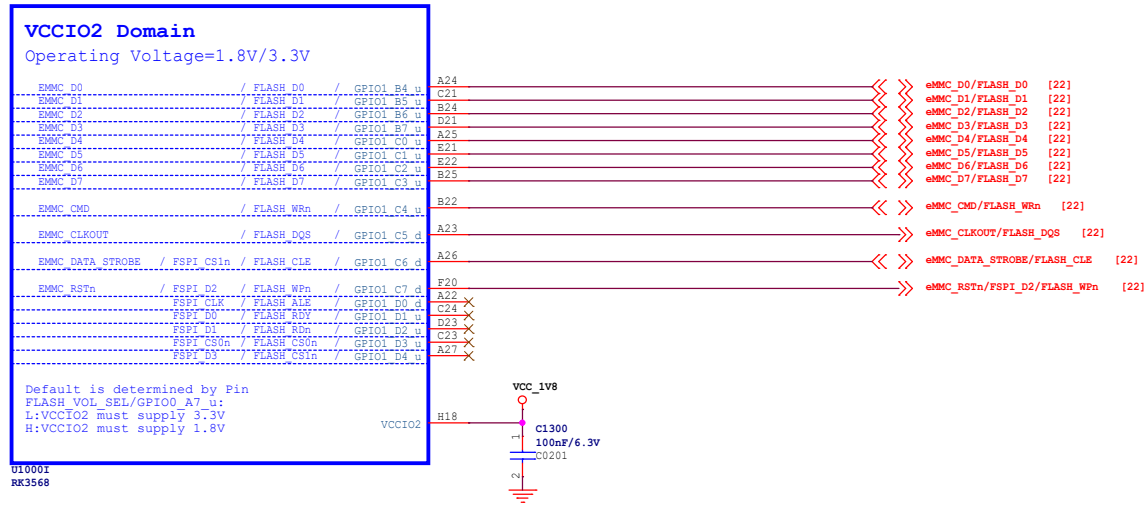 VCCIO2 Domain
Operating Voltage=1.8V/3.3V
EMMC_D0 / FLASH_D0 / GPIO1_B4_u A24 eMMC_D0/FLASH_D0 [22]
EMMC_D1 / FLASH_D1 / GPIO1_B5_u C21 eMMC_D1/FLASH_D1 [22]
EMMC_D2 / FLASH_D2 / GPIO1_B6_u B24 eMMC_D2/FLASH_D2 [22]
EMMC_D3 / FLASH_D3 / GPIO1_B7_u D21 eMMC_D3/FLASH_D3 [22]
EMMC_D4 / FLASH_D4 / GPIO1_C0_u A25 eMMC_D4/FLASH_D4 [22]
EMMC_D5 / FLASH_D5 / GPIO1_C1_u E21 eMMC_D5/FLASH_D5 [22]
EMMC_D6 / FLASH_D6 / GPIO1_C2_u E22 eMMC_D6/FLASH_D6 [22]
EMMC_D7 / FLASH_D7 / GPIO1_C3_u B25 eMMC_D7/FLASH_D7 [22]
EMMC_CMD / FLASH_WRn / GPIO1_C4_u B22 eMMC_CMD/FLASH_WRn [22]
EMMC_CLKOUT / FLASH_DQS / GPIO1_C5_d A23 eMMC_CLKOUT/FLASH_DQS [22]
EMMC_DATA_STROBE / FSPI_CS1n / FLASH_CLE / GPIO1_C6_d A26 eMMC_DATA_STROBE/FLASH_CLE [22]
EMMC_RSTn / FSPI_D2 / FLASH_WPn / GPIO1_C7_d F20 eMMC_RSTn/FSPI_D2/FLASH_WPn [22]
FSPI_CLK / FLASH_ALE / GPIO1_D0_d A22
FSPI_D0 / FLASH_RDY / GPIO1_D1_u C24
FSPI_D1 / FLASH_RDn / GPIO1_D2_u D23
FSPI_CS0n / FLASH_CS0n / GPIO1_D3_u C23
FSPI_D3 / FLASH_CS1n / GPIO1_D4_u A27
Default is determined by Pin
FLASH_VOL_SEL/GPIO0_A7_u:
L:VCCIO2 must supply 3.3V
H:VCCIO2 must supply 1.8V
VCCIO2 H18
VCC_1V8
1
C1300
100nF/6.3V
C0201
2
U1000I
RK3568